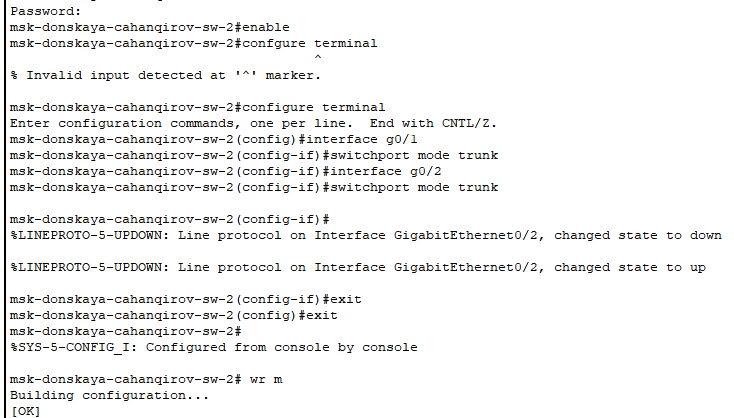 Password:
msk-donskaya-cahanqirov-sw-2#enable
msk-donskaya-cahanqirov-sw-2#confgure terminal
^
% Invalid input detected at '^' marker.
msk-donskaya-cahanqirov-sw-2#configure terminal
Enter configuration commands, one per line.  End with CNTL/Z.
msk-donskaya-cahanqirov-sw-2(config)#interface g0/1
msk-donskaya-cahanqirov-sw-2(config-if)#switchport mode trunk
msk-donskaya-cahanqirov-sw-2(config-if)#interface g0/2
msk-donskaya-cahanqirov-sw-2(config-if)#switchport mode trunk
msk-donskaya-cahanqirov-sw-2(config-if)#
%LINEPROTO-5-UPDOWN: Line protocol on Interface GigabitEthernet0/2, changed state to down
%LINEPROTO-5-UPDOWN: Line protocol on Interface GigabitEthernet0/2, changed state to up
msk-donskaya-cahanqirov-sw-2(config-if)#exit
msk-donskaya-cahanqirov-sw-2(config)#exit
msk-donskaya-cahanqirov-sw-2#
%SYS-5-CONFIG_I: Configured from console by console
msk-donskaya-cahanqirov-sw-2# wr m
Building configuration...
[OK]